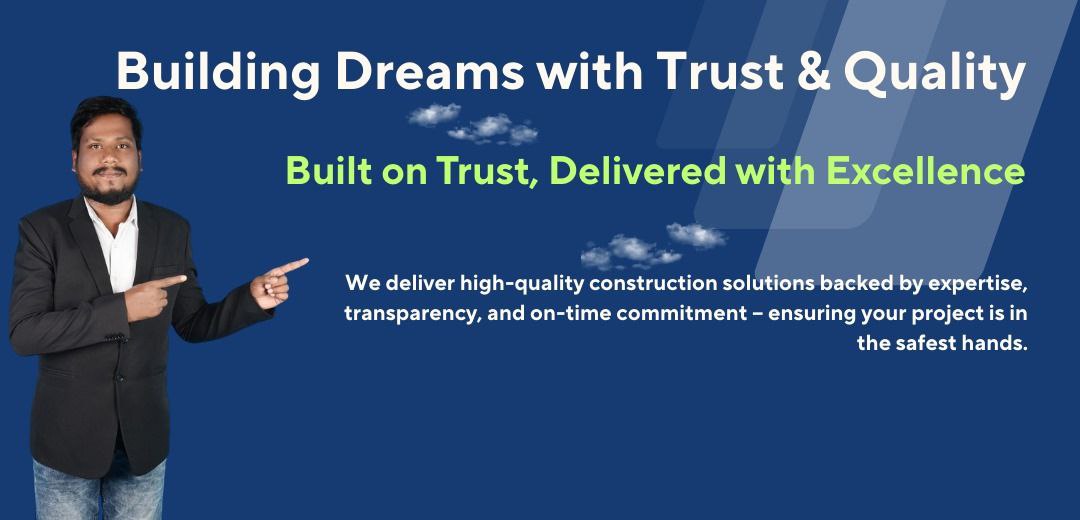 Building Dreams with Trust & Quality
Built on Trust, Delivered with Excellence
We deliver high-quality construction solutions backed by expertise,
transparency, and on-time commitment – ensuring your project is in
the safest hands.